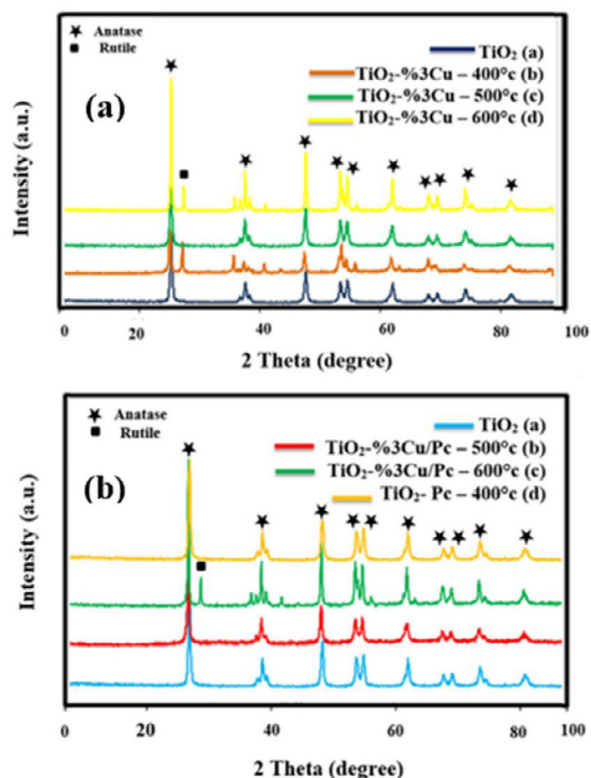 Anatase
Rutile
TiO₂ (a)
TiO₂-%3Cu – 400°c (b)
TiO₂-%3Cu – 500°c (c)
TiO₂-%3Cu – 600°c (d)
(a)
Intensity (a.u.)
0 20 40 60 80 100
2 Theta (degree)
Anatase
Rutile
TiO₂ (a)
TiO₂-%3Cu/Pc – 500°c (b)
TiO₂-%3Cu/Pc – 600°c (c)
TiO₂- Pc – 400°c (d)
(b)
Intensity (a.u.)
0 20 40 60 80 100
2 Theta (degree)